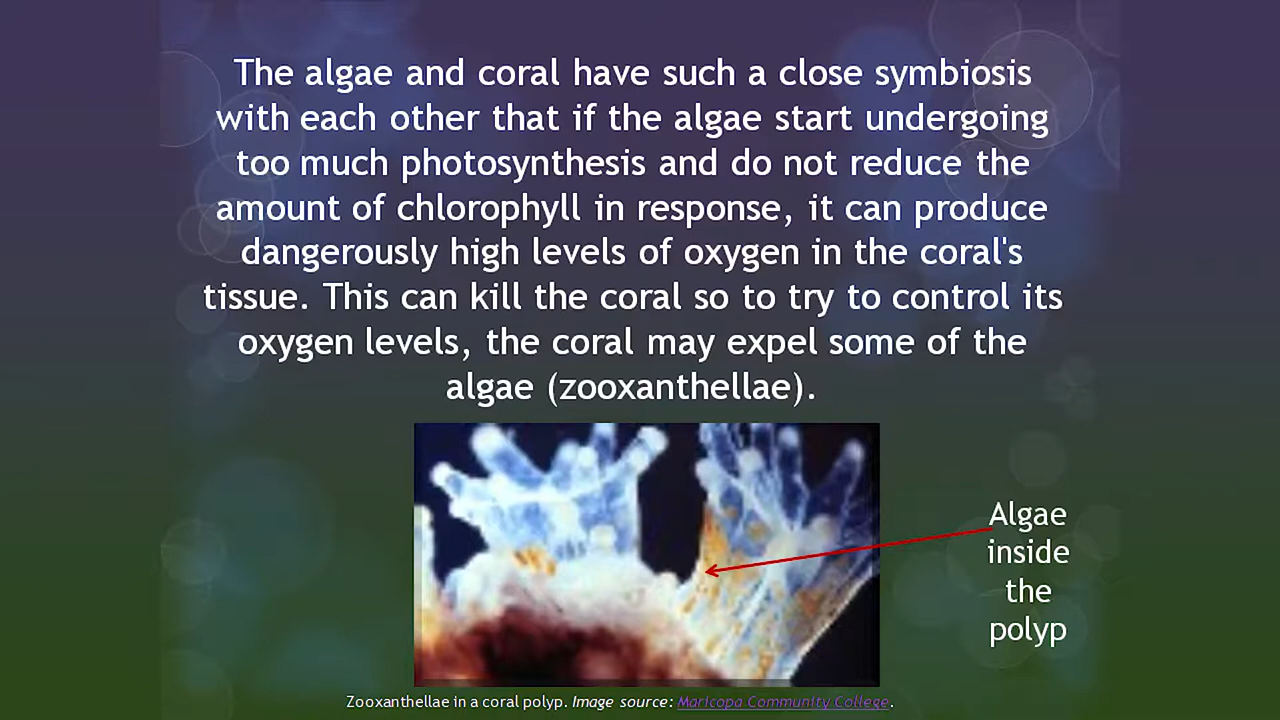 The algae and coral have such a close symbiosis
with each other that if the algae start undergoing
too much photosynthesis and do not reduce the
amount of chlorophyll in response, it can produce
dangerously high levels of oxygen in the coral's
tissue. This can kill the coral so to try to control its
oxygen levels, the coral may expel some of the
algae (zooxanthellae).
Algae
inside
the
polyp
Zooxanthellae in a coral polyp. Image source: Maricopa Community College.